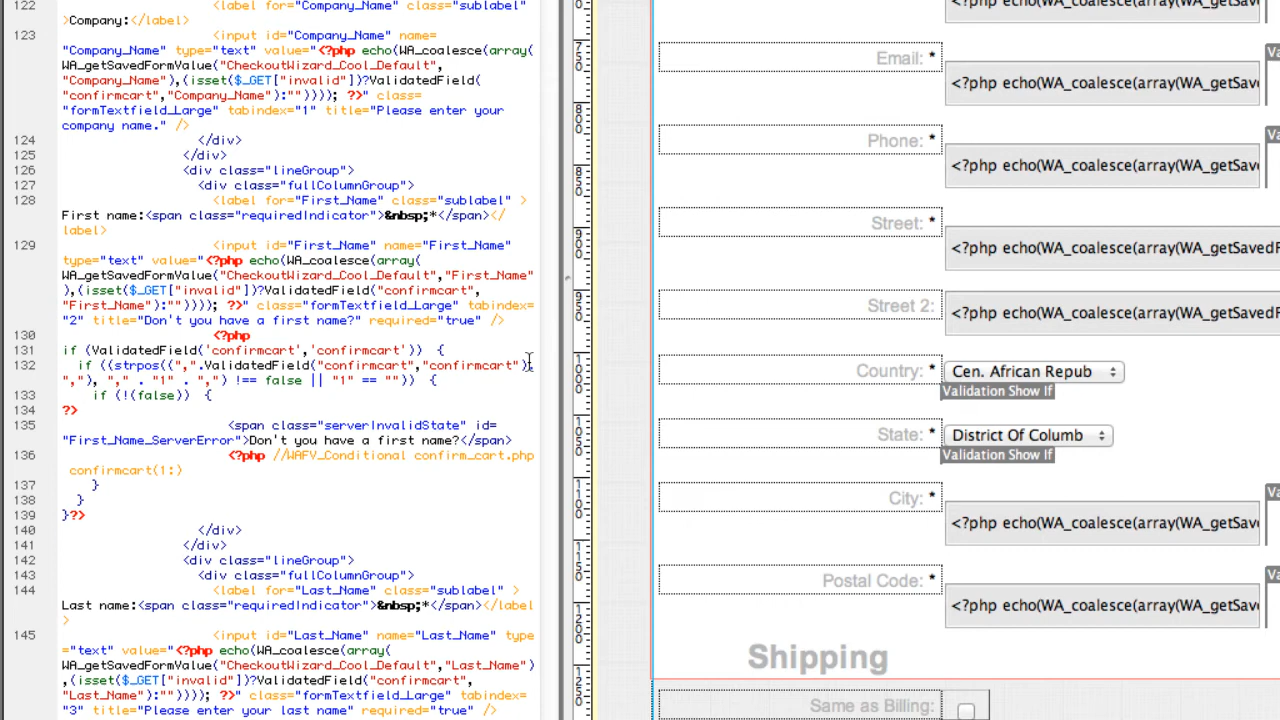 122 <label for="Company_Name" class="sublabel"
>Company:</label>
123 <input id="Company_Name" name=
"Company_Name" type="text" value="<?php echo(WA_coalesce(array(
WA_getSavedFormValue("CheckoutWizard_Cool_Default",
"Company_Name"),(isset($_GET["invalid"])?ValidatedField(
"confirmcart","Company_Name"):"")))); ?>" class=
"formTextfield_Large" tabindex="1" title="Please enter your
company name." />
124 </div>
125 </div>
126 <div class="lineGroup">
127 <div class="fullColumnGroup">
128 <label for="First_Name" class="sublabel" >
First name:<span class="requiredIndicator">&nbsp;*</span></
label>
129 <input id="First_Name" name="First_Name"
type="text" value="<?php echo(WA_coalesce(array(
WA_getSavedFormValue("CheckoutWizard_Cool_Default","First_Name"
),(isset($_GET["invalid"])?ValidatedField("confirmcart",
"First_Name"):"")))); ?>" class="formTextfield_Large" tabindex=
"2" title="Don't you have a first name?" required="true" />
130 <?php
131 if (ValidatedField('confirmcart','confirmcart')) {
132 if ((strpos((",".ValidatedField("confirmcart","confirmcart").
","), "," . "1" . ",") !== false || "1" == "")) {
133 if (!(false)) {
134 ?>
135 <span class="serverInvalidState" id=
"First_Name_ServerError">Don't you have a first name?</span>
136 <?php //WAFV_Conditional confirm_cart.php
confirmcart(1:)
137 }
138 }
139 }?>
140 </div>
141 </div>
142 <div class="lineGroup">
143 <div class="fullColumnGroup">
144 <label for="Last_Name" class="sublabel" >
Last name:<span class="requiredIndicator">&nbsp;*</span></label
>
145 <input id="Last_Name" name="Last_Name" type
="text" value="<?php echo(WA_coalesce(array(
WA_getSavedFormValue("CheckoutWizard_Cool_Default","Last_Name")
,(isset($_GET["invalid"])?ValidatedField("confirmcart",
"Last_Name"):"")))); ?>" class="formTextfield_Large" tabindex=
"3" title="Please enter your last name" required="true" />
<?php echo(WA_coalesce(array(WA_getSave
Email: *
<?php echo(WA_coalesce(array(WA_getSave
Phone: *
<?php echo(WA_coalesce(array(WA_getSave
Street: *
<?php echo(WA_coalesce(array(WA_getSavedF
Street 2:
<?php echo(WA_coalesce(array(WA_getSavedF
Country: * Cen. African Repub
Validation Show If
State: * District Of Columb
Validation Show If
City: *
<?php echo(WA_coalesce(array(WA_getSave
Postal Code: *
<?php echo(WA_coalesce(array(WA_getSave
Shipping
Same as Billing: